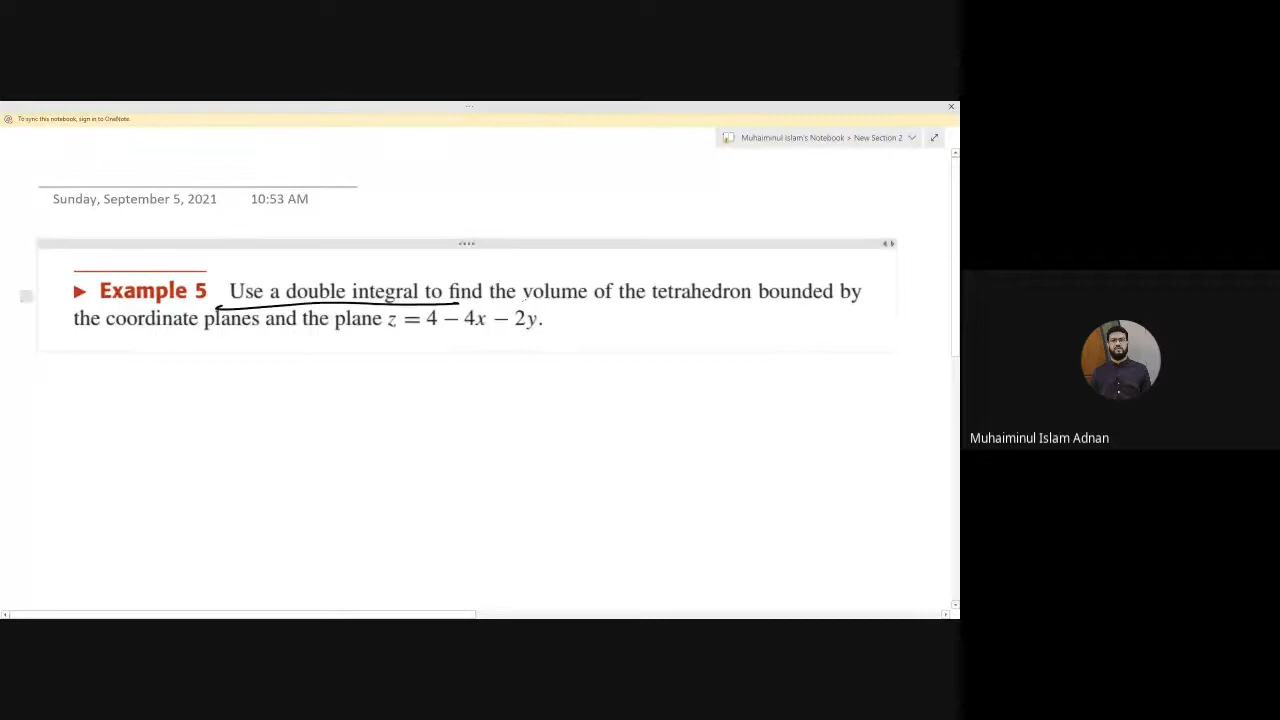 To sync this notebook, sign in to OneNote.
Muhaiminul Islam's Notebook > New Section 2
Sunday, September 5, 2021 10:53 AM
▶ Example 5 Use a double integral to find the volume of the tetrahedron bounded by
the coordinate planes and the plane z = 4 − 4x − 2y.
Muhaiminul Islam Adnan